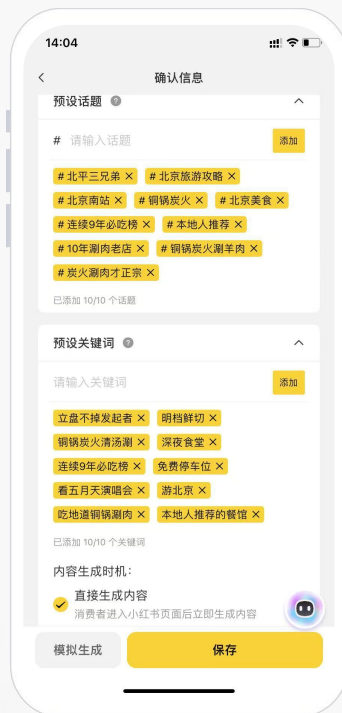 14:04
确认信息
预设话题 ?
# 请输入话题 添加
# 北平三兄弟 × # 北京旅游攻略 ×
# 北京南站 × # 铜锅炭火 × # 北京美食 ×
# 连续9年必吃榜 × # 本地人推荐 ×
# 10年涮肉老店 × # 铜锅炭火涮羊肉 ×
# 炭火涮肉才正宗 ×
已添加 10/10 个话题
预设关键词 ?
请输入关键词 添加
立盘不掉发起者 × 明档鲜切 ×
铜锅炭火清汤涮 × 深夜食堂 ×
连续9年必吃榜 × 免费停车位 ×
看五月天演唱会 × 游北京 ×
吃地道铜锅涮肉 × 本地人推荐的餐馆 ×
已添加 10/10 个关键词
内容生成时机：
直接生成内容
消费者进入小红书页面后立即生成内容
模拟生成 保存